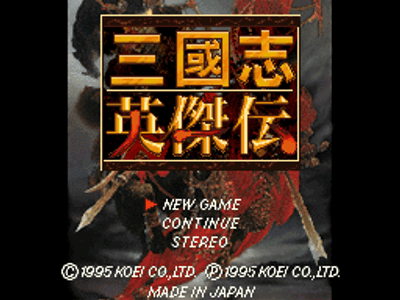 三國志
英傑伝
NEW GAME
CONTINUE
STEREO
©1995 KOEI CO.,LTD. ℗1995 KOEI CO.,LTD.
MADE IN JAPAN